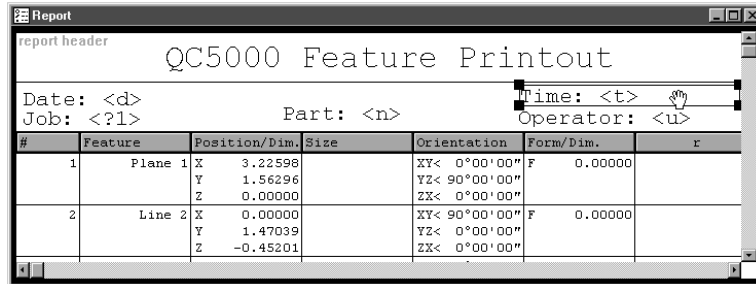 Report
report header
QC5000 Feature Printout
Date: <d>
Time: <t>
Job: <?1>
Part: <n>
Operator: <u>
# Feature Position/Dim. Size Orientation Form/Dim. r
1 Plane 1 X 3.22598 XY< 0°00'00" F 0.00000
Y 1.56296 YZ< 90°00'00"
Z 0.00000 ZX< 0°00'00"
2 Line 2 X 0.00000 XY< 90°00'00" F 0.00000
Y 1.47039 YZ< 0°00'00"
Z -0.45201 ZX< 0°00'00"